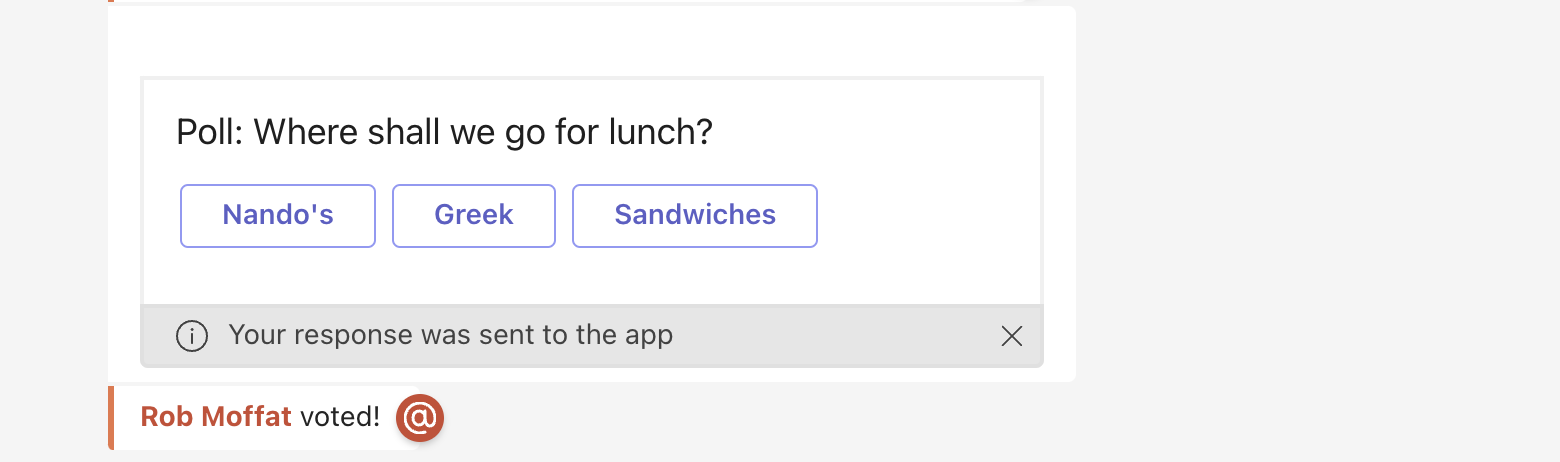 Poll: Where shall we go for lunch?
Nando's Greek Sandwiches
Your response was sent to the app
Rob Moffat voted! @